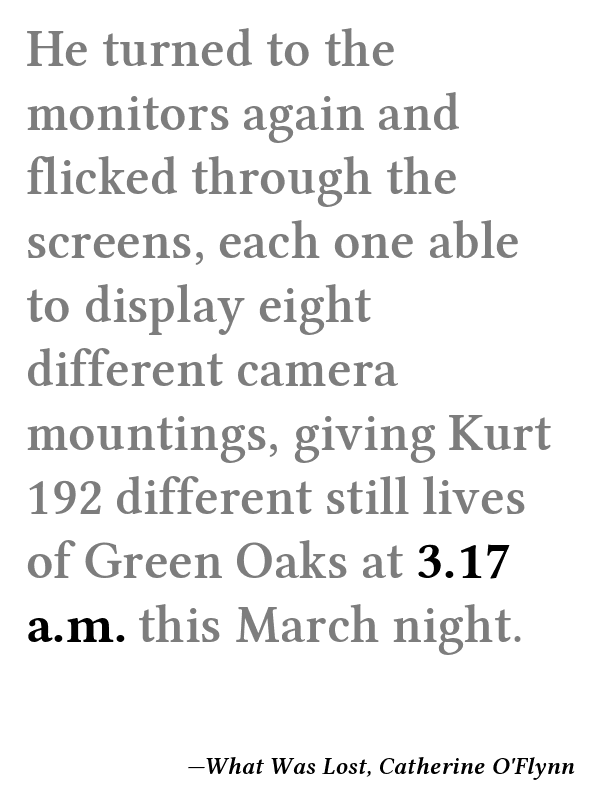 He turned to the
monitors again and
flicked through the
screens, each one able
to display eight
different camera
mountings, giving Kurt
192 different still lives
of Green Oaks at 3.17
a.m. this March night.
—What Was Lost, Catherine O'Flynn